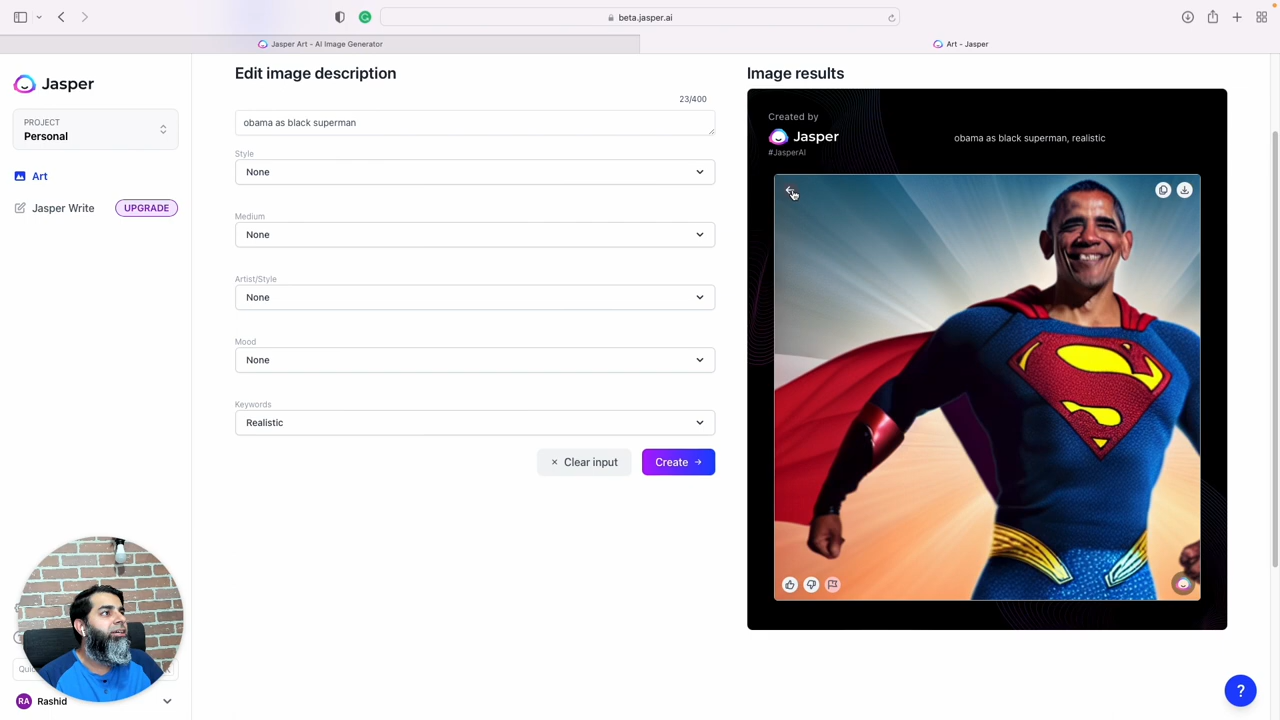 beta.jasper.ai
Jasper Art - AI Image Generator
Art - Jasper
Jasper
PROJECT
Personal
Art
Jasper Write
UPGRADE
RA
Rashid
Edit image description
23/400
obama as black superman
Style
None
Medium
None
Artist/Style
None
Mood
None
Keywords
Realistic
× Clear input
Create →
Image results
Created by
Jasper
#JasperAI
obama as black superman, realistic
?